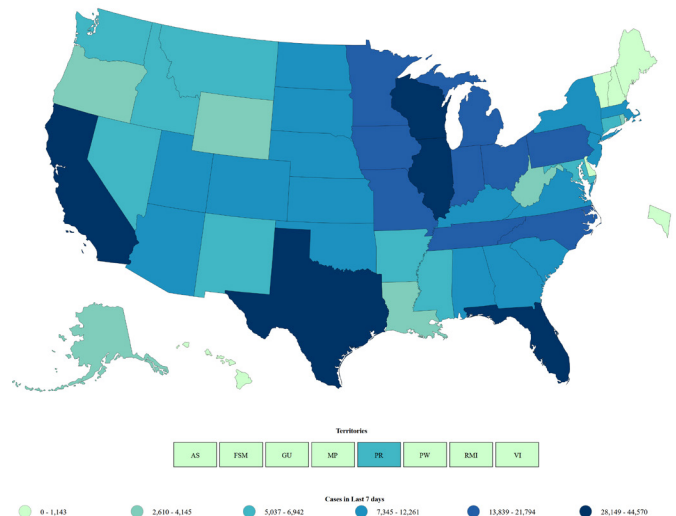 Territories
AS FSM GU MP PR PW RMI VI
Cases in Last 7 days
0 - 1,143 2,610 - 4,145 5,037 - 6,942 7,345 - 12,261 13,839 - 21,794 28,149 - 44,570